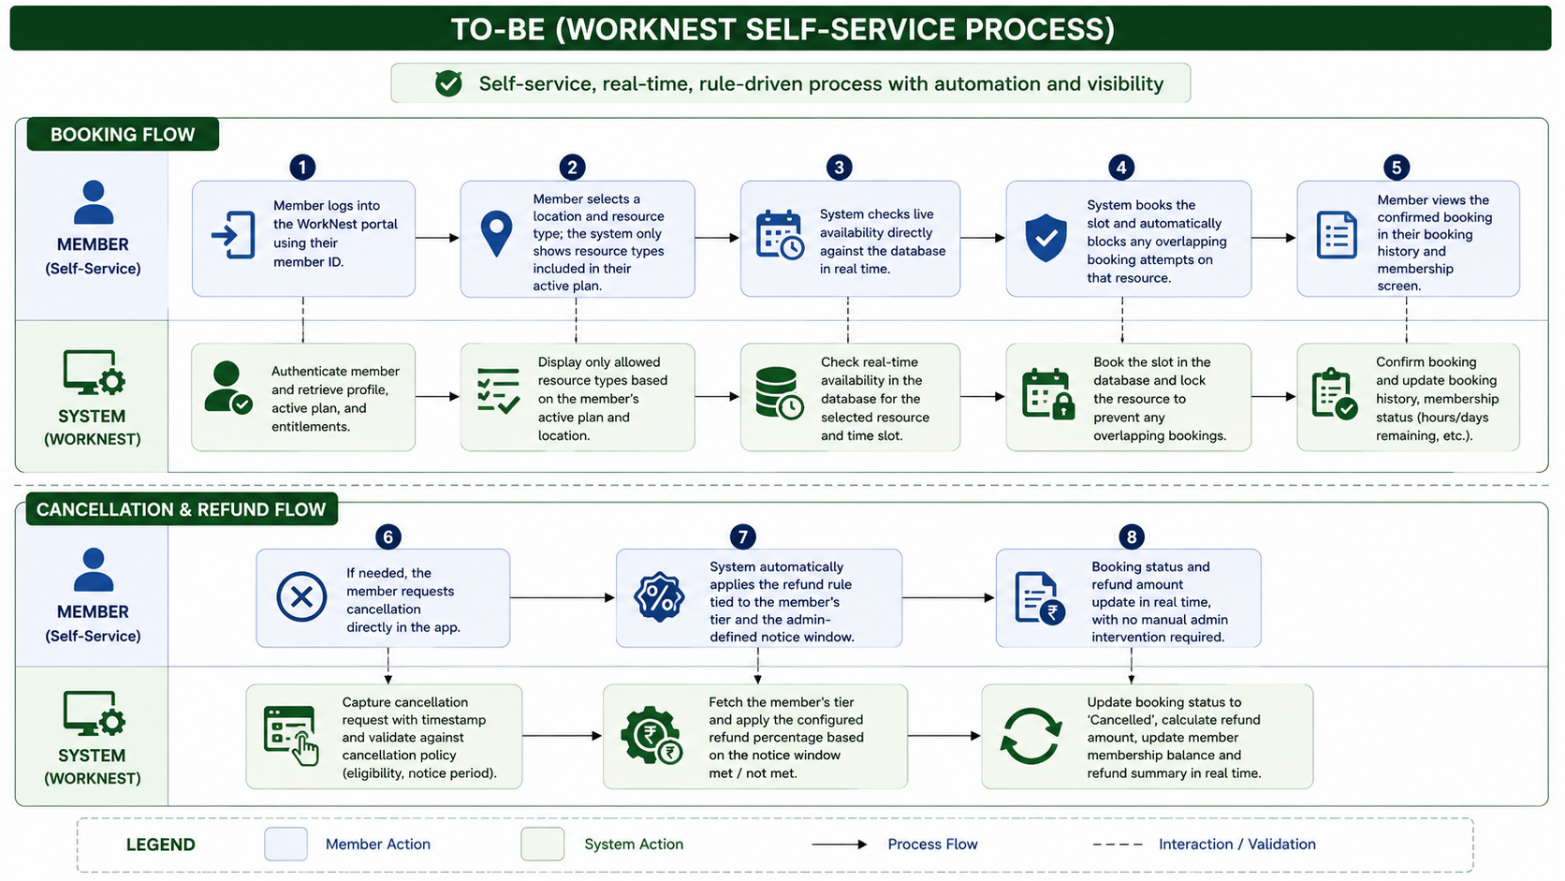 TO-BE (WORKNEST SELF-SERVICE PROCESS)
Self-service, real-time, rule-driven process with automation and visibility
BOOKING FLOW
MEMBER
(Self-Service)
1
Member logs into
the WorkNest portal
using their
member ID.
2
Member selects a
location and resource
type; the system only
shows resource types
included in their
active plan.
3
System checks live
availability directly
against the database
in real time.
4
System books the
slot and automatically
blocks any overlapping
booking attempts on
that resource.
5
Member views the
confirmed booking
in their booking
history and
membership
screen.
SYSTEM
(WORKNEST)
Authenticate member
and retrieve profile,
active plan, and
entitlements.
Display only allowed
resource types based
on the member's
active plan and
location.
Check real-time
availability in the
database for the
selected resource
and time slot.
Book the slot in the
database and lock
the resource to
prevent any
overlapping bookings.
Confirm booking
and update booking
history, membership
status (hours/days
remaining, etc.).
CANCELLATION & REFUND FLOW
MEMBER
(Self-Service)
6
If needed, the
member requests
cancellation
directly in the app.
7
%
System automatically
applies the refund rule
tied to the member's
tier and the admin-
defined notice window.
8
₹
Booking status and
refund amount
update in real time,
with no manual admin
intervention required.
SYSTEM
(WORKNEST)
Capture cancellation
request with timestamp
and validate against
cancellation policy
(eligibility, notice period).
₹
₹
Fetch the member's tier
and apply the configured
refund percentage based
on the notice window
met / not met.
Update booking status to
'Cancelled', calculate refund
amount, update member
membership balance and
refund summary in real time.
LEGEND
Member Action
System Action
Process Flow
Interaction / Validation